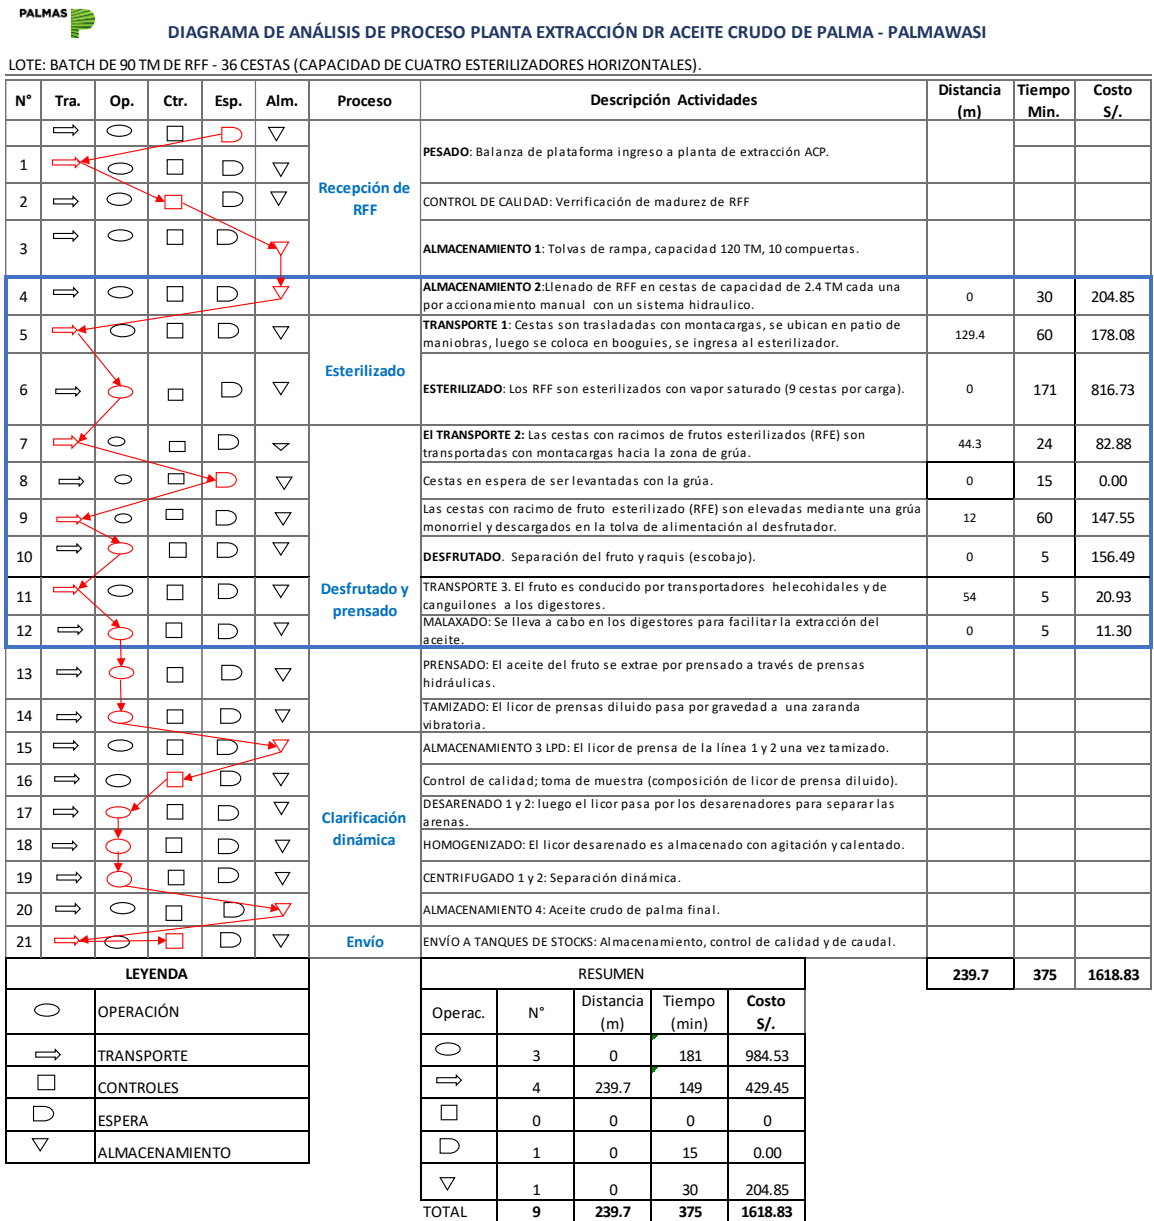 PALMAS
DIAGRAMA DE ANÁLISIS DE PROCESO PLANTA EXTRACCIÓN DR ACEITE CRUDO DE PALMA - PALMAWASI
LOTE: BATCH DE 90 TM DE RFF - 36 CESTAS (CAPACIDAD DE CUATRO ESTERILIZADORES HORIZONTALES).
N° Tra. Op. Ctr. Esp. Alm. Proceso Descripción Actividades Distancia (m) Tiempo Min. Costo S/.
Recepción de RFF
1 PESADO: Balanza de plataforma ingreso a planta de extracción ACP.
2 CONTROL DE CALIDAD: Verrificación de madurez de RFF
3 ALMACENAMIENTO 1: Tolvas de rampa, capacidad 120 TM, 10 compuertas.
Esterilizado
4 ALMACENAMIENTO 2:Llenado de RFF en cestas de capacidad de 2.4 TM cada una
por accionamiento manual con un sistema hidraulico. 0 30 204.85
5 TRANSPORTE 1: Cestas son trasladadas con montacargas, se ubican en patio de
maniobras, luego se coloca en booguies, se ingresa al esterilizador. 129.4 60 178.08
6 ESTERILIZADO: Los RFF son esterilizados con vapor saturado (9 cestas por carga). 0 171 816.73
Desfrutado y prensado
7 El TRANSPORTE 2: Las cestas con racimos de frutos esterilizados (RFE) son
transportadas con montacargas hacia la zona de grúa. 44.3 24 82.88
8 Cestas en espera de ser levantadas con la grúa. 0 15 0.00
9 Las cestas con racimo de fruto esterilizado (RFE) son elevadas mediante una grúa
monorriel y descargados en la tolva de alimentación al desfrutador. 12 60 147.55
10 DESFRUTADO. Separación del fruto y raquis (escobajo). 0 5 156.49
11 TRANSPORTE 3. El fruto es conducido por transportadores helecohidales y de
canguilones a los digestores. 54 5 20.93
12 MALAXADO: Se lleva a cabo en los digestores para facilitar la extracción del
aceite. 0 5 11.30
13 PRENSADO: El aceite del fruto se extrae por prensado a través de prensas
hidráulicas.
14 TAMIZADO: El licor de prensas diluido pasa por gravedad a una zaranda
vibratoria.
Clarificación dinámica
15 ALMACENAMIENTO 3 LPD: El licor de prensa de la línea 1 y 2 una vez tamizado.
16 Control de calidad; toma de muestra (composición de licor de prensa diluido).
17 DESARENADO 1 y 2: luego el licor pasa por los desarenadores para separar las
arenas.
18 HOMOGENIZADO: El licor desarenado es almacenado con agitación y calentado.
19 CENTRIFUGADO 1 y 2: Separación dinámica.
20 ALMACENAMIENTO 4: Aceite crudo de palma final.
21 Envío ENVÍO A TANQUES DE STOCKS: Almacenamiento, control de calidad y de caudal.
239.7 375 1618.83
LEYENDA
OPERACIÓN
TRANSPORTE
CONTROLES
ESPERA
ALMACENAMIENTO
RESUMEN
Operac. N° Distancia (m) Tiempo (min) Costo S/.
3 0 181 984.53
4 239.7 149 429.45
0 0 0 0
1 0 15 0.00
1 0 30 204.85
TOTAL 9 239.7 375 1618.83